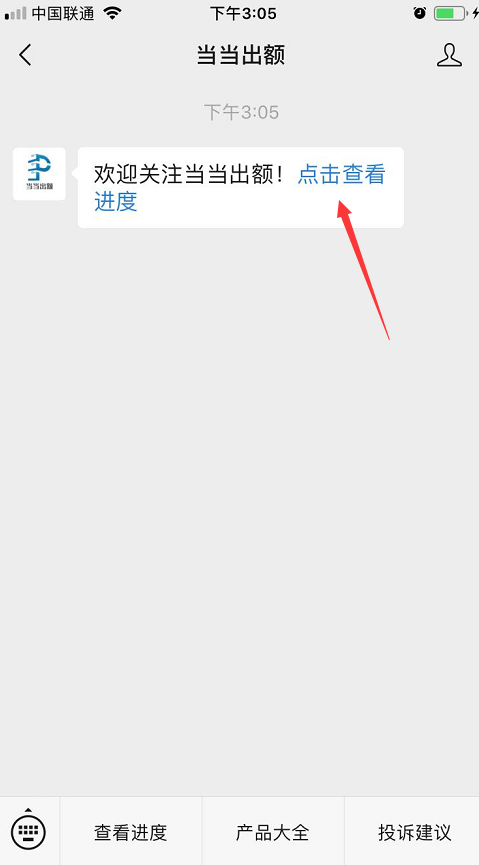 中国联通
下午3:05
当当出额
下午3:05
当当出额
欢迎关注当当出额！点击查看
进度
查看进度
产品大全
投诉建议